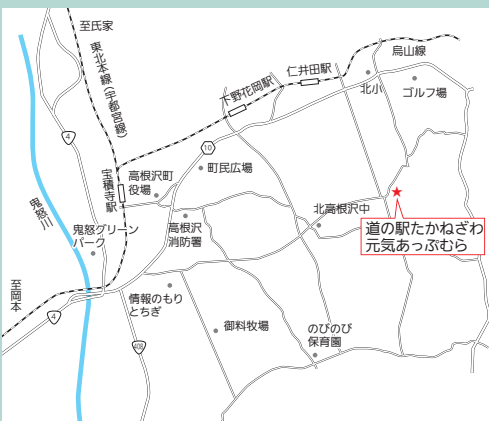 至氏家
東北本線(宇都宮線)
烏山線
仁井田駅
下野花岡駅
北小
ゴルフ場
4
10
宝積寺駅
高根沢町
役場
町民広場
鬼怒川
高根沢
消防署
北高根沢中
道の駅たかねざわ
元気あっぷむら
鬼怒グリーン
パーク
至岡本
情報のもり
とちぎ
4
408
御料牧場
のびのび
保育園